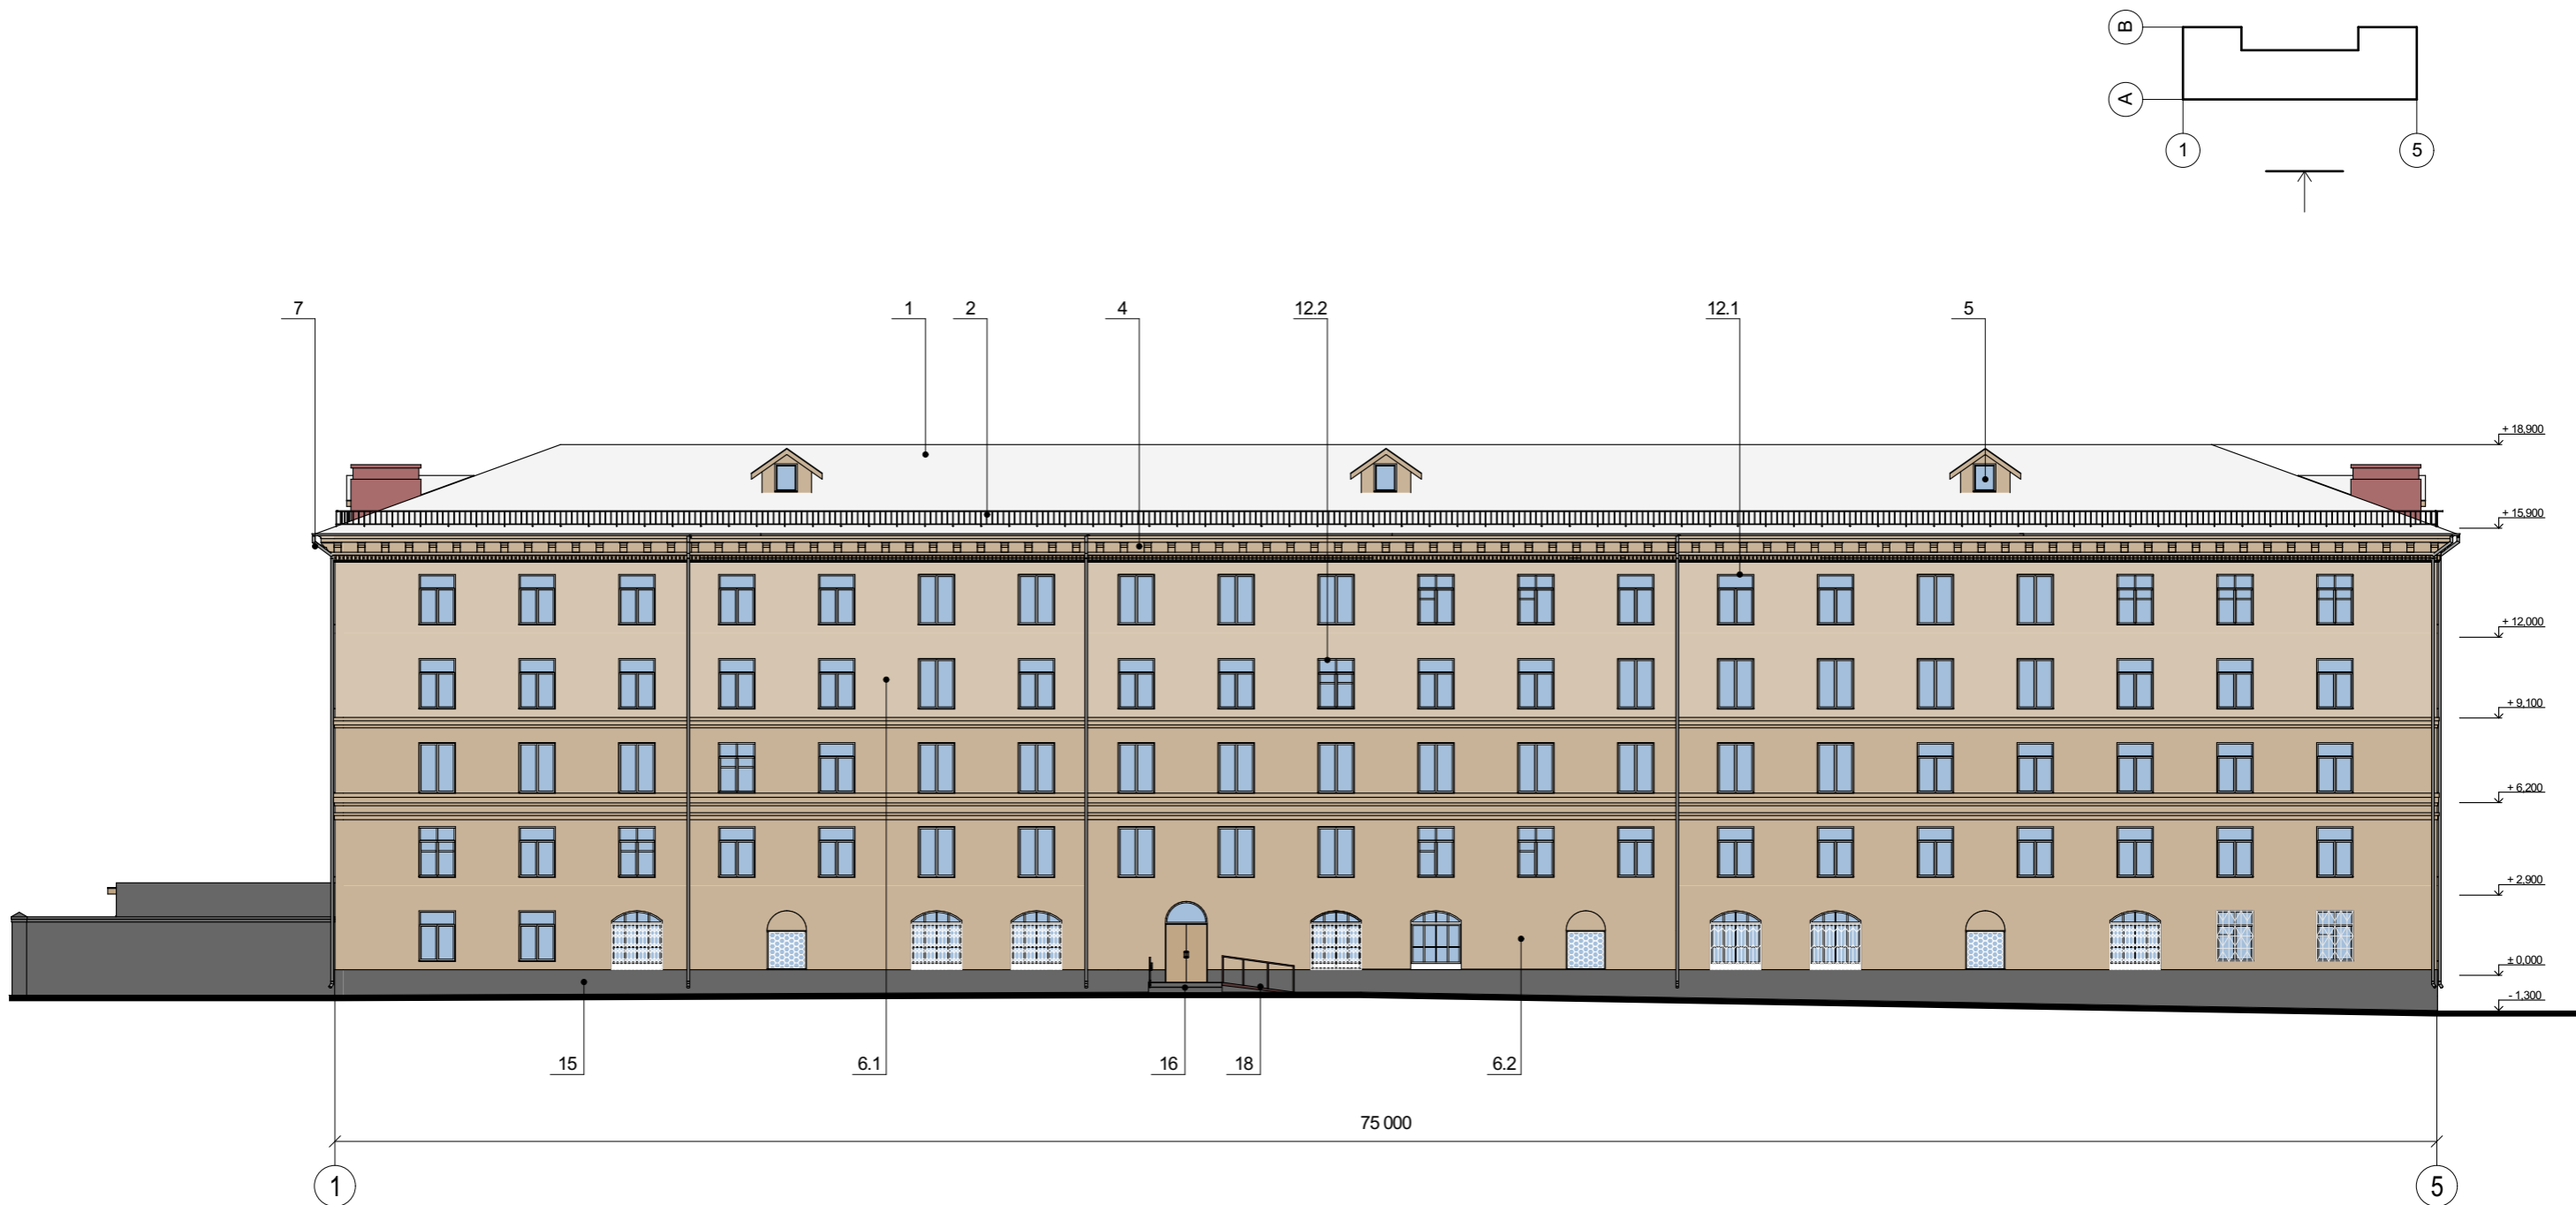 B
A
1 5
7 1 2 4 12.2 12.1 5
+ 18,900
+ 15,900
+ 12,000
+ 9,100
+ 6,200
+ 2,900
± 0,000
- 1,300
15 6.1 16 18 6.2
75 000
1 5